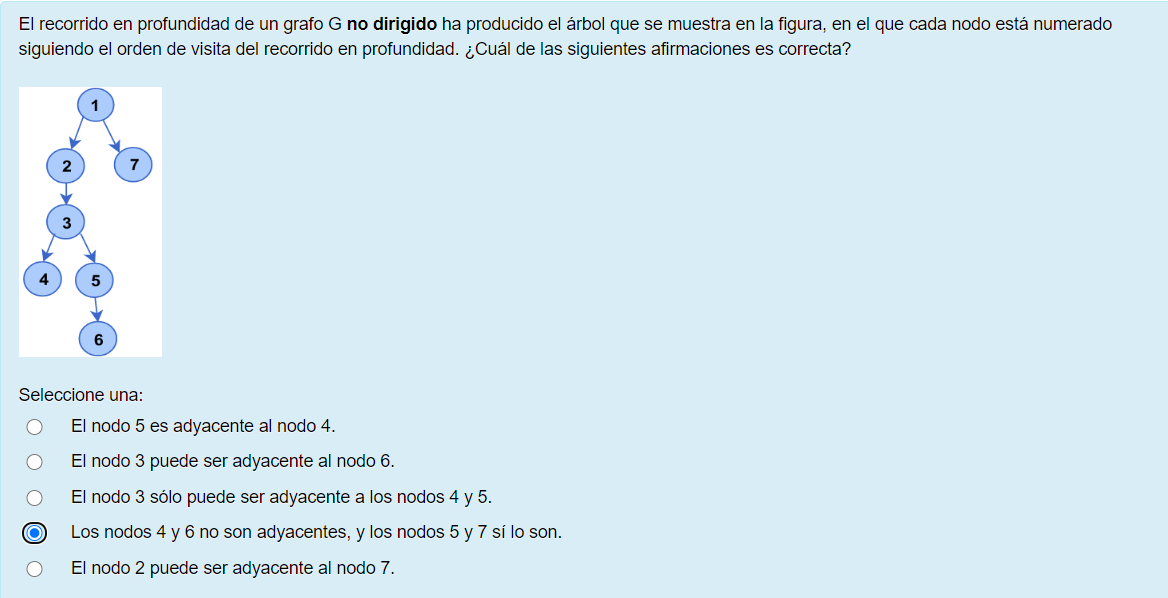 El recorrido en profundidad de un grafo G no dirigido ha producido el árbol que se muestra en la figura, en el que cada nodo está numerado
siguiendo el orden de visita del recorrido en profundidad. ¿Cuál de las siguientes afirmaciones es correcta?
1
2 7
3
4 5
6
Seleccione una:
El nodo 5 es adyacente al nodo 4.
El nodo 3 puede ser adyacente al nodo 6.
El nodo 3 sólo puede ser adyacente a los nodos 4 y 5.
Los nodos 4 y 6 no son adyacentes, y los nodos 5 y 7 sí lo son.
El nodo 2 puede ser adyacente al nodo 7.